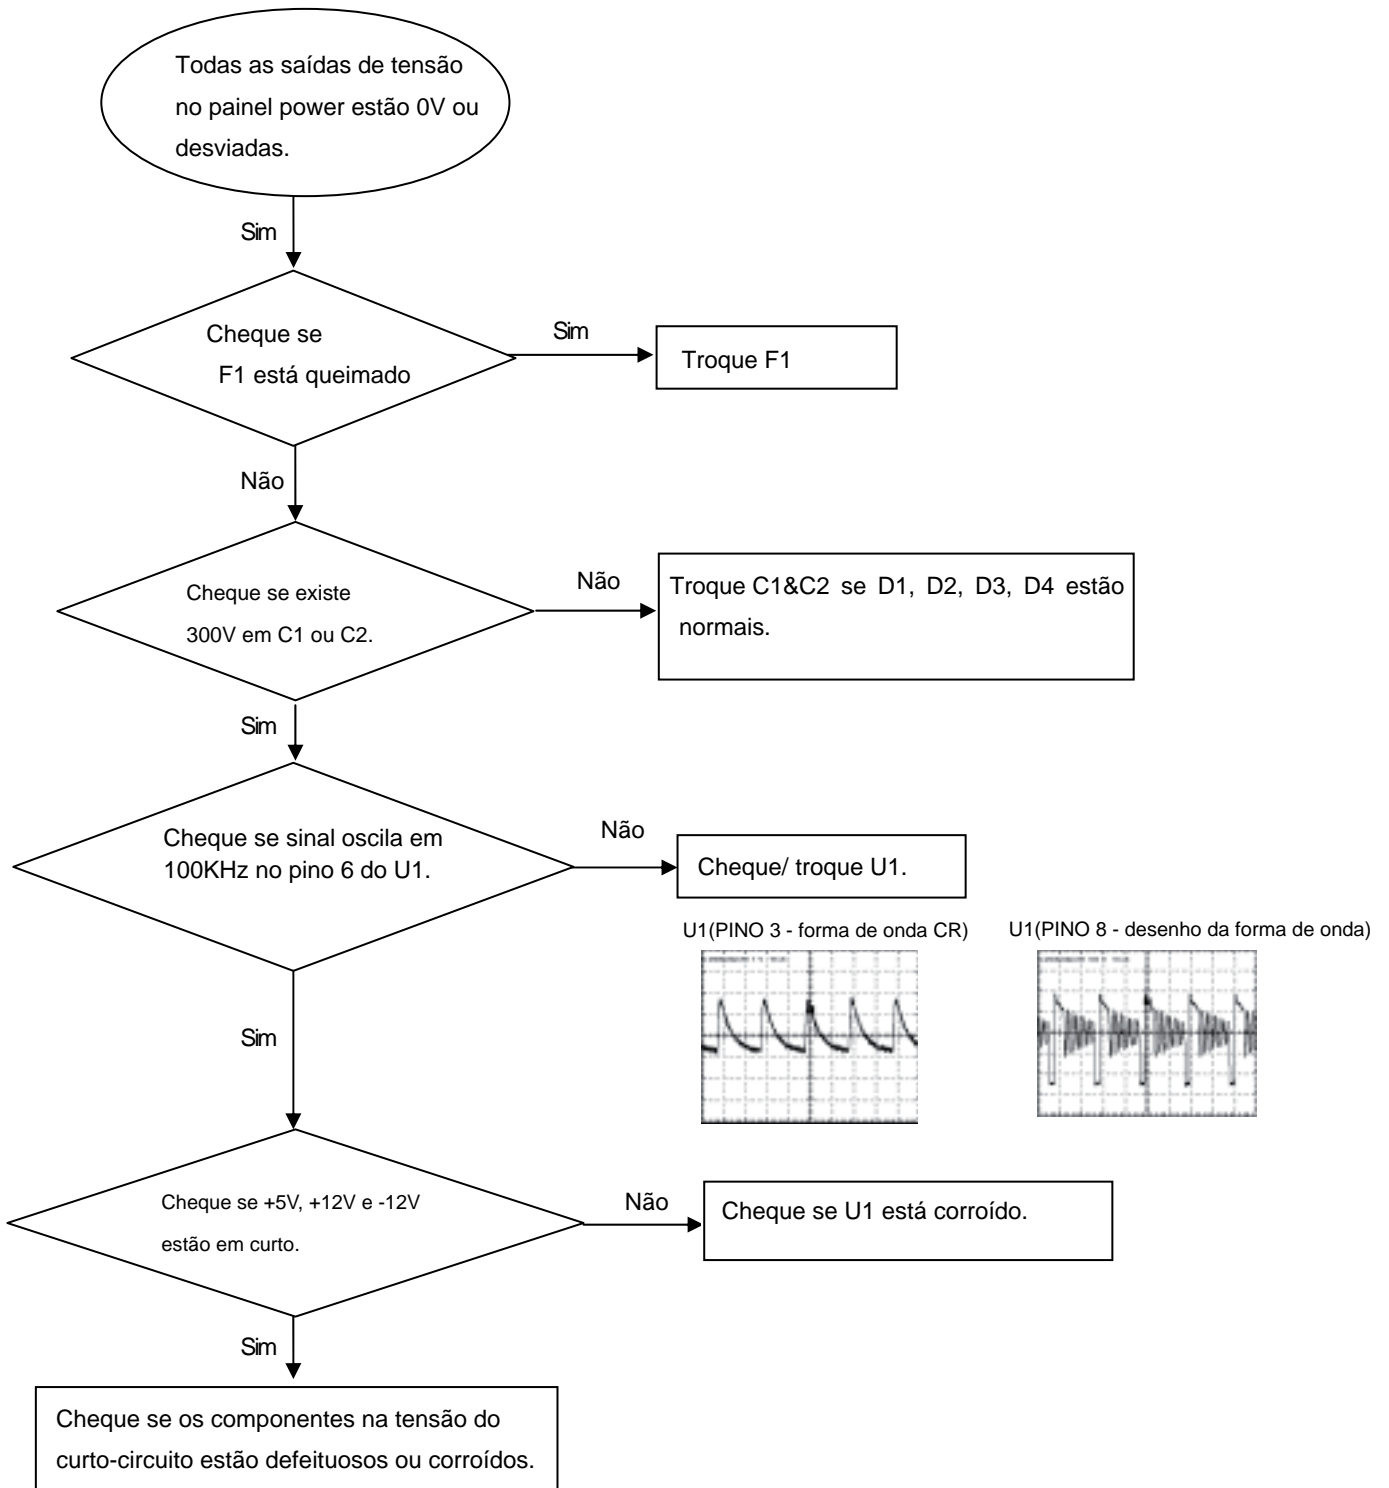 Todas as saídas de tensão
no painel power estão 0V ou
desviadas.
Sim
Cheque se
F1 está queimado
Sim
Troque F1
Não
Cheque se existe
300V em C1 ou C2.
Não
Troque C1&C2 se D1, D2, D3, D4 estão
normais.
Sim
Cheque se sinal oscila em
100KHz no pino 6 do U1.
Não
Cheque/ troque U1.
U1(PINO 3 - forma de onda CR)
U1(PINO 8 - desenho da forma de onda)
Sim
Cheque se +5V, +12V e -12V
estão em curto.
Não
Cheque se U1 está corroído.
Sim
Cheque se os componentes na tensão do
curto-circuito estão defeituosos ou corroídos.